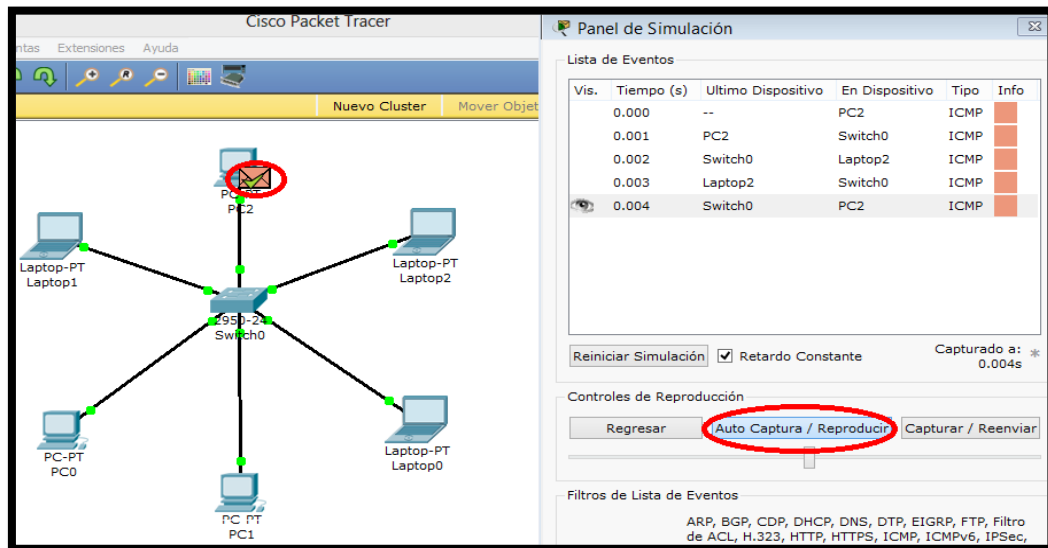 Cisco Packet Tracer
ntas Extensiones Ayuda
Nuevo Cluster Mover Objet
PC-PT
PC2
Laptop-PT
Laptop1
Laptop-PT
Laptop2
2950-24
Switch0
PC-PT
PC0
Laptop-PT
Laptop0
PC-PT
PC1
Panel de Simulación
Lista de Eventos
Vis. Tiempo (s) Ultimo Dispositivo En Dispositivo Tipo Info
0.000 -- PC2 ICMP
0.001 PC2 Switch0 ICMP
0.002 Switch0 Laptop2 ICMP
0.003 Laptop2 Switch0 ICMP
0.004 Switch0 PC2 ICMP
Reiniciar Simulación Retardo Constante Capturado a: *
0.004s
Controles de Reproducción
Regresar Auto Captura / Reproducir Capturar / Reenviar
Filtros de Lista de Eventos
ARP, BGP, CDP, DHCP, DNS, DTP, EIGRP, FTP, Filtro
de ACL, H.323, HTTP, HTTPS, ICMP, ICMPv6, IPSec,